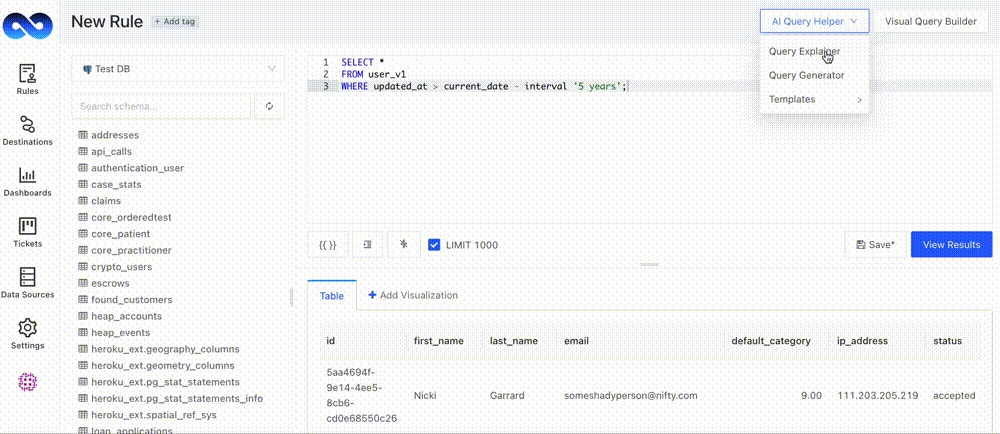 New Rule
+ Add tag
AI Query Helper
Visual Query Builder
Query Explainer
Query Generator
Templates
Rules
Destinations
Dashboards
Tickets
Data Sources
Settings
Test DB
Search schema...
addresses
api_calls
authentication_user
case_stats
claims
core_orderedtest
core_patient
core_practitioner
crypto_users
escrows
found_customers
heap_accounts
heap_events
heroku_ext.geography_columns
heroku_ext.geometry_columns
heroku_ext.pg_stat_statements
heroku_ext.pg_stat_statements_info
heroku_ext.spatial_ref_sys
loan_applications
1 SELECT *
2 FROM user_v1
3 WHERE updated_at > current_date - interval '5 years';
{{ }}
LIMIT 1000
Save*
View Results
Table
+ Add Visualization
id first_name last_name email default_category ip_address status
5aa4694f-
9e14-4ee5-
8cb6-
cd0e68550c26
Nicki Garrard someshadyperson@nifty.com 9.00 111.203.205.219 accepted